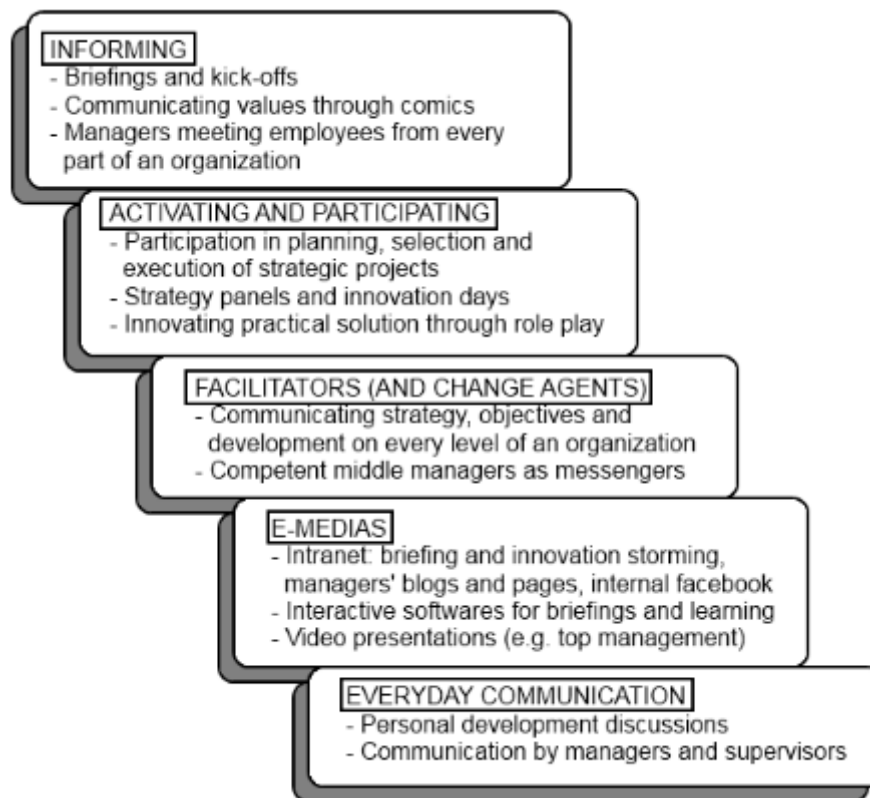 INFORMING
- Briefings and kick-offs
- Communicating values through comics
- Managers meeting employees from every
part of an organization
ACTIVATING AND PARTICIPATING
- Participation in planning, selection and
execution of strategic projects
- Strategy panels and innovation days
- Innovating practical solution through role play
FACILITATORS (AND CHANGE AGENTS)
- Communicating strategy, objectives and
development on every level of an organization
- Competent middle managers as messengers
E-MEDIAS
- Intranet: briefing and innovation storming,
managers' blogs and pages, internal facebook
- Interactive softwares for briefings and learning
- Video presentations (e.g. top management)
EVERYDAY COMMUNICATION
- Personal development discussions
- Communication by managers and supervisors